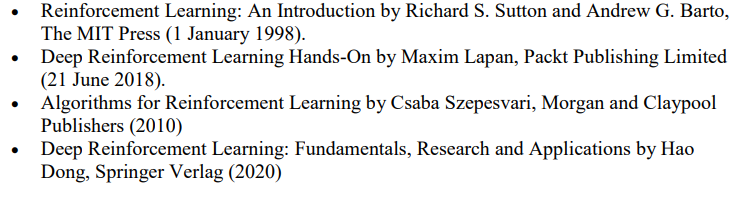 • Reinforcement Learning: An Introduction by Richard S. Sutton and Andrew G. Barto,
The MIT Press (1 January 1998).
• Deep Reinforcement Learning Hands-On by Maxim Lapan, Packt Publishing Limited
(21 June 2018).
• Algorithms for Reinforcement Learning by Csaba Szepesvari, Morgan and Claypool
Publishers (2010)
• Deep Reinforcement Learning: Fundamentals, Research and Applications by Hao
Dong, Springer Verlag (2020)